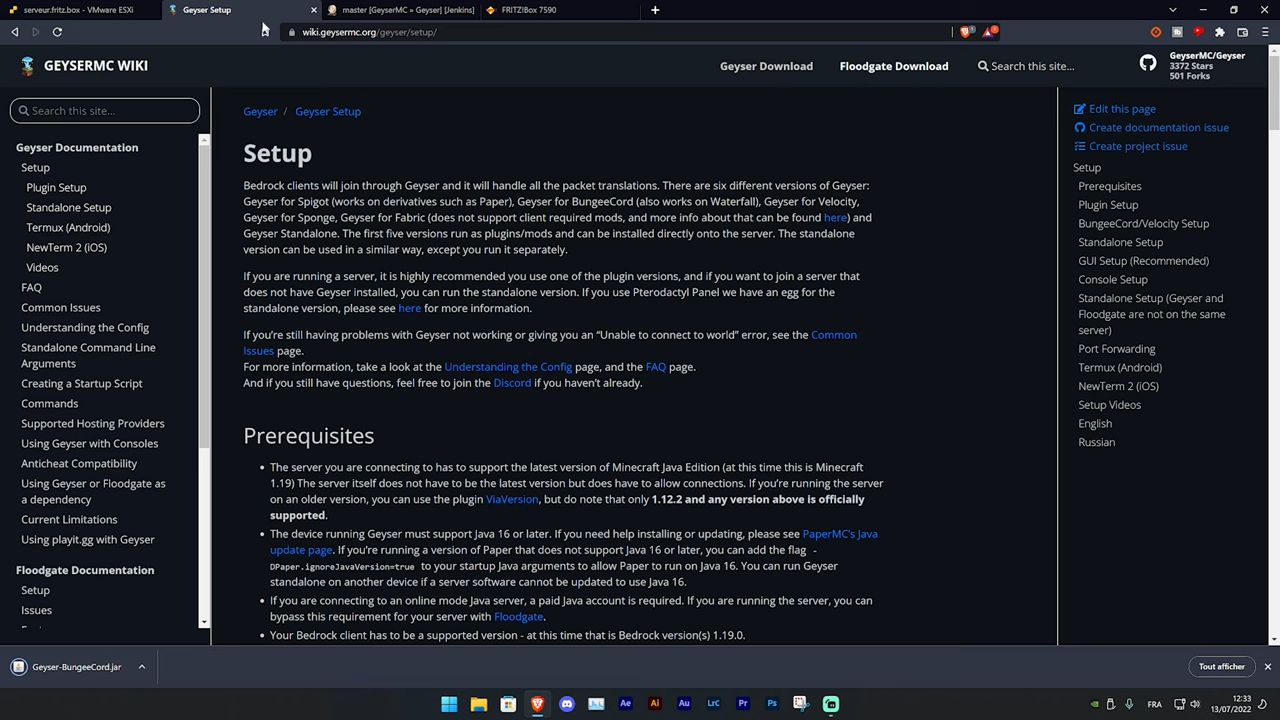 serveur.fritz.box - VMware ESXi
Geyser Setup
master [GeyserMC » Geyser] [Jenkins]
FRITZ!Box 7590
wiki.geysermc.org/geyser/setup/
GEYSERMC WIKI
Geyser Download
Floodgate Download
Search this site...
GeyserMC/Geyser
3372 Stars
501 Forks
Search this site...
Geyser Documentation
Setup
Plugin Setup
Standalone Setup
Termux (Android)
NewTerm 2 (iOS)
Videos
FAQ
Common Issues
Understanding the Config
Standalone Command Line
Arguments
Creating a Startup Script
Commands
Supported Hosting Providers
Using Geyser with Consoles
Anticheat Compatibility
Using Geyser or Floodgate as
a dependency
Current Limitations
Using playit.gg with Geyser
Floodgate Documentation
Setup
Issues
Geyser / Geyser Setup
Setup
Bedrock clients will join through Geyser and it will handle all the packet translations. There are six different versions of Geyser:
Geyser for Spigot (works on derivatives such as Paper), Geyser for BungeeCord (also works on Waterfall), Geyser for Velocity,
Geyser for Sponge, Geyser for Fabric (does not support client required mods, and more info about that can be found here) and
Geyser Standalone. The first five versions run as plugins/mods and can be installed directly onto the server. The standalone
version can be used in a similar way, except you run it separately.
If you are running a server, it is highly recommended you use one of the plugin versions, and if you want to join a server that
does not have Geyser installed, you can run the standalone version. If you use Pterodactyl Panel we have an egg for the
standalone version, please see here for more information.
If you're still having problems with Geyser not working or giving you an “Unable to connect to world” error, see the Common
Issues page.
For more information, take a look at the Understanding the Config page, and the FAQ page.
And if you still have questions, feel free to join the Discord if you haven't already.
Prerequisites
The server you are connecting to has to support the latest version of Minecraft Java Edition (at this time this is Minecraft
1.19) The server itself does not have to be the latest version but does have to allow connections. If you're running the server
on an older version, you can use the plugin ViaVersion, but do note that only 1.12.2 and any version above is officially
supported.
The device running Geyser must support Java 16 or later. If you need help installing or updating, please see PaperMC's Java
update page. If you're running a version of Paper that does not support Java 16 or later, you can add the flag -
DPaper.ignoreJavaVersion=true to your startup Java arguments to allow Paper to run on Java 16. You can run Geyser
standalone on another device if a server software cannot be updated to use Java 16.
If you are connecting to an online mode Java server, a paid Java account is required. If you are running the server, you can
bypass this requirement for your server with Floodgate.
Your Bedrock client has to be a supported version - at this time that is Bedrock version(s) 1.19.0.
Edit this page
Create documentation issue
Create project issue
Setup
Prerequisites
Plugin Setup
BungeeCord/Velocity Setup
Standalone Setup
GUI Setup (Recommended)
Console Setup
Standalone Setup (Geyser and
Floodgate are not on the same
server)
Port Forwarding
Termux (Android)
NewTerm 2 (iOS)
Setup Videos
English
Russian
Geyser-BungeeCord.jar
Tout afficher
Ae
Ai
Au
LrC
Pr
Ps
FRA
12:33
13/07/2022